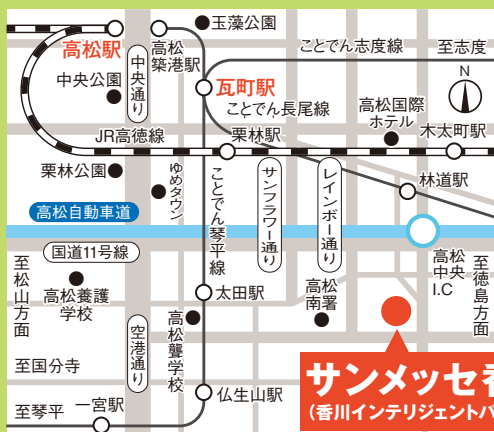 玉藻公園
高松駅
高松
築港駅
ことでん志度線
至志度
中央公園
中央通り
瓦町駅
N
ことでん長尾線
高松国際
ホテル
JR高徳線
栗林駅
木太町駅
栗林公園
ゆめタウン
サンフラワー通り
レインボー通り
林道駅
高松自動車道
ことでん琴平線
国道11号線
至松山方面
高松養護
学校
太田駅
高松
南署
高松
中央
I.C
至徳島方面
空港通り
高松聾学校
至国分寺
サンメッセ香
(香川インテリジェントパ
仏生山駅
至琴平
一宮駅